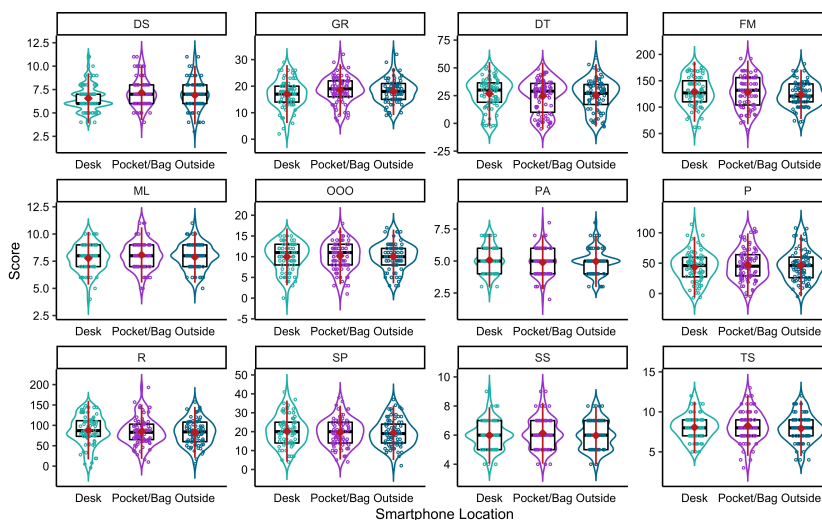 DS GR DT FM
12.5 10.0 7.5 5.0
30 20 10 0
75 50 25 0 -25
200 150 100 50
Desk Pocket/Bag Outside Desk Pocket/Bag Outside Desk Pocket/Bag Outside Desk Pocket/Bag Outside
ML OOO PA P
12.5 10.0 7.5 5.0 2.5
20 15 10 5 0 -5
7.5 5.0 2.5
100 50 0
Desk Pocket/Bag Outside Desk Pocket/Bag Outside Desk Pocket/Bag Outside Desk Pocket/Bag Outside
R SP SS TS
200 150 100 50 0
50 40 30 20 10 0
10 8 6 4
15 10 5
Desk Pocket/Bag Outside Desk Pocket/Bag Outside Desk Pocket/Bag Outside Desk Pocket/Bag Outside
Score
Smartphone Location